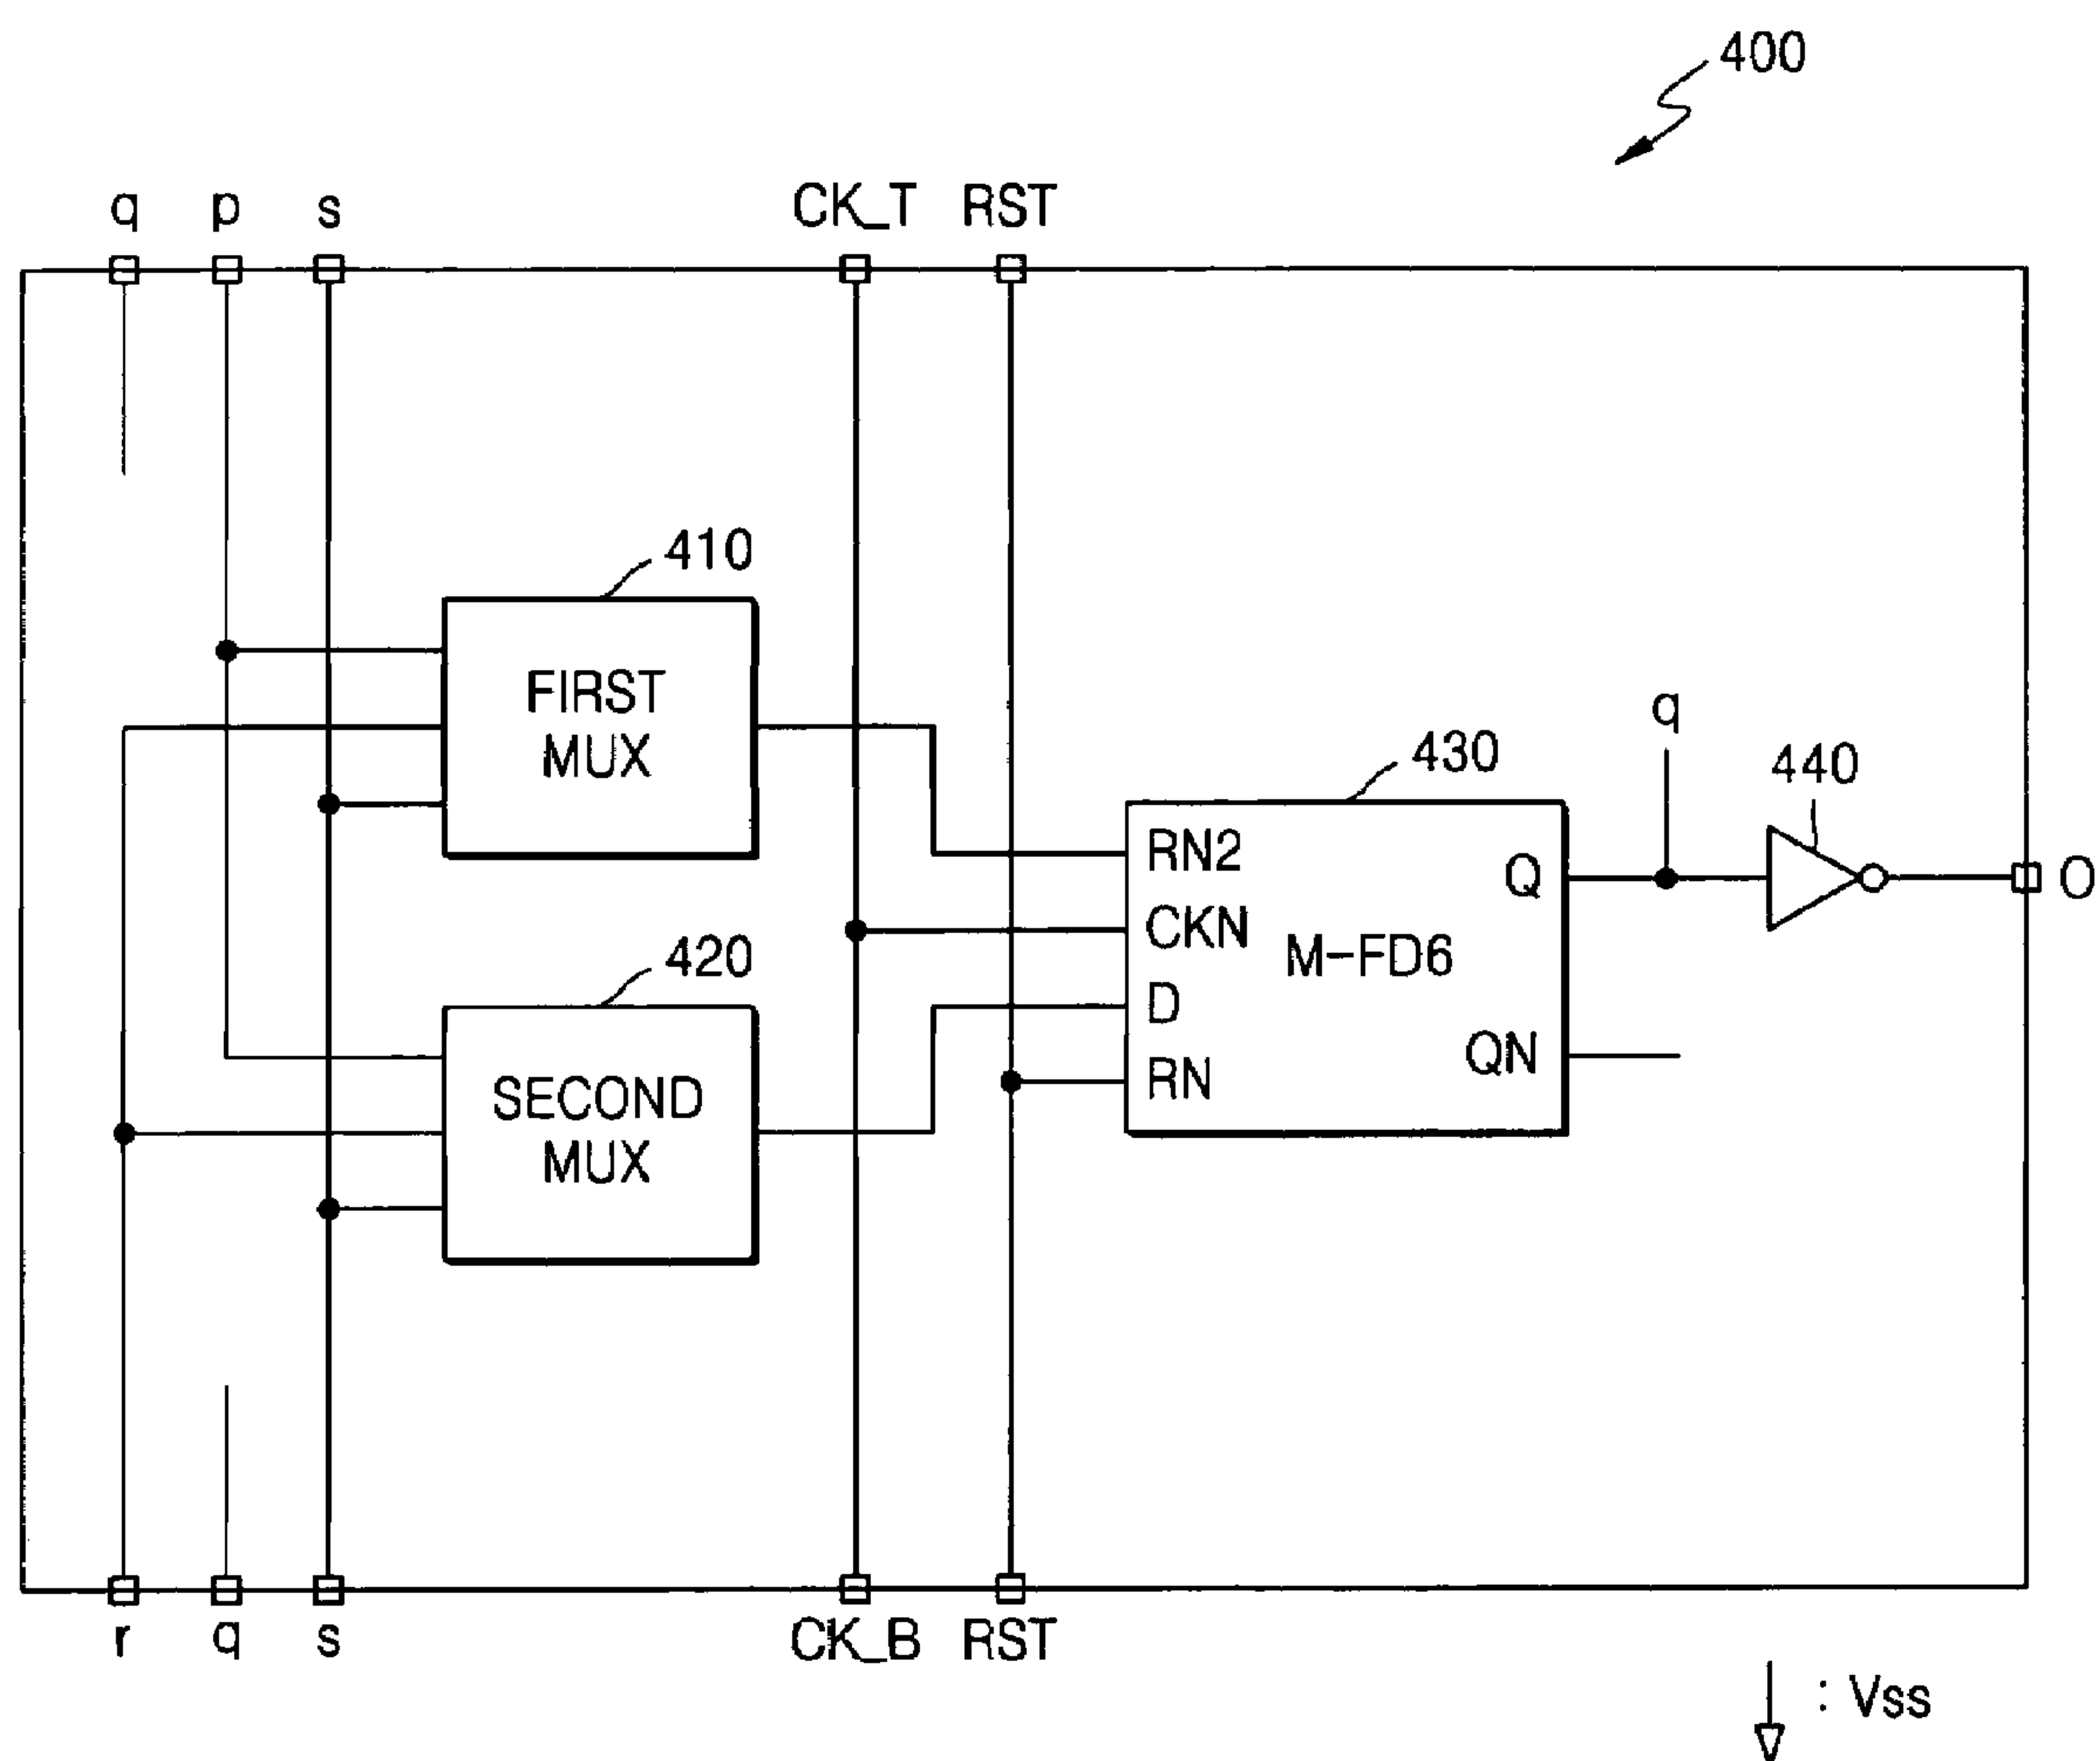 400
q p s CK_T RST
410
FIRST
MUX
q
430
440
RN2
Q
O
CKN
M-FD6
420
D
QN
RN
SECOND
MUX
r q s CK_B RST
: Vss